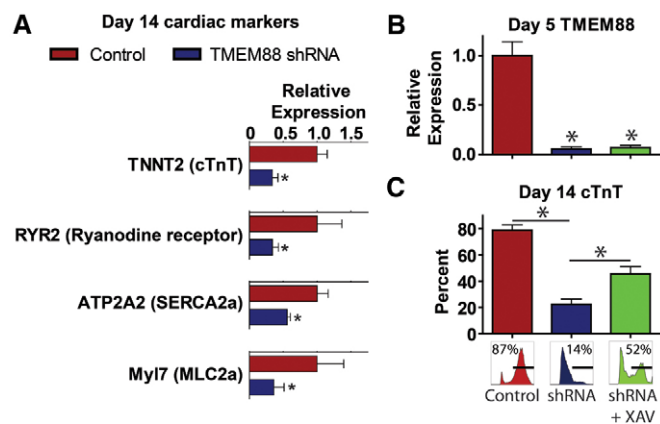 A
Day 14 cardiac markers
Control
TMEM88 shRNA
Relative
Expression
0 0.5 1.0 1.5
TNNT2 (cTnT)
*
RYR2 (Ryanodine receptor)
*
ATP2A2 (SERCA2a)
*
Myl7 (MLC2a)
*
B
Day 5 TMEM88
Relative
Expression
1.0
0.5
0.0
* *
C
Day 14 cTnT
Percent
80
60
40
20
0
*
*
87% 14% 52%
Control shRNA shRNA
+ XAV